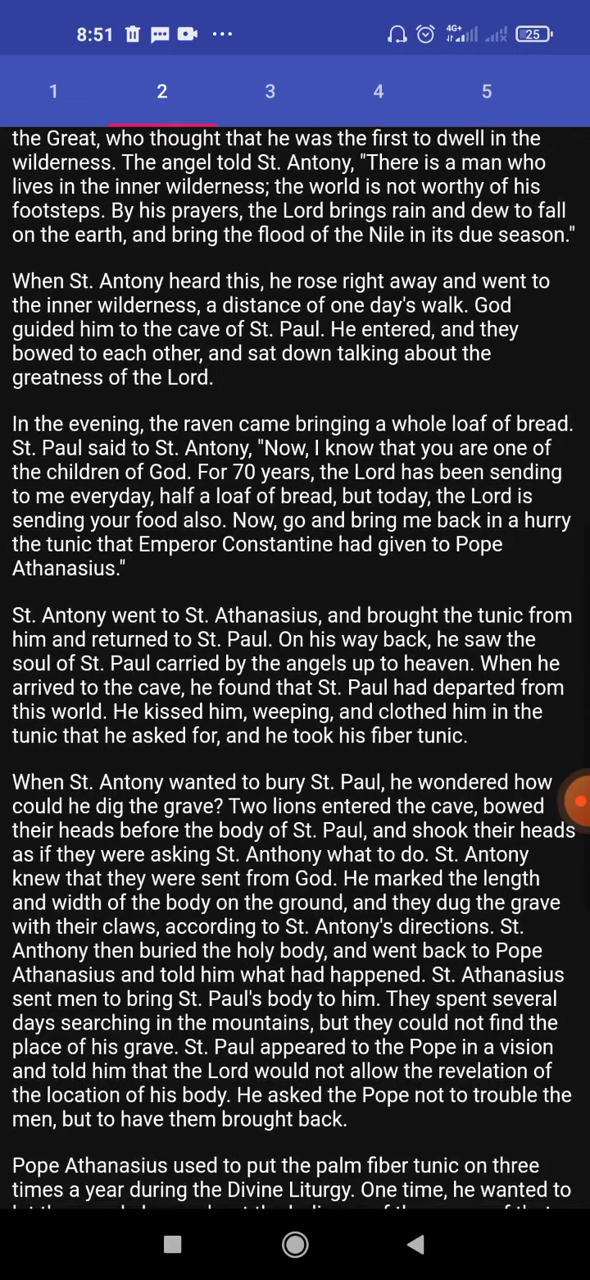 8:51
4G+
25
1 2 3 4 5
the Great, who thought that he was the first to dwell in the
wilderness. The angel told St. Antony, "There is a man who
lives in the inner wilderness; the world is not worthy of his
footsteps. By his prayers, the Lord brings rain and dew to fall
on the earth, and bring the flood of the Nile in its due season."
When St. Antony heard this, he rose right away and went to
the inner wilderness, a distance of one day's walk. God
guided him to the cave of St. Paul. He entered, and they
bowed to each other, and sat down talking about the
greatness of the Lord.
In the evening, the raven came bringing a whole loaf of bread.
St. Paul said to St. Antony, "Now, I know that you are one of
the children of God. For 70 years, the Lord has been sending
to me everyday, half a loaf of bread, but today, the Lord is
sending your food also. Now, go and bring me back in a hurry
the tunic that Emperor Constantine had given to Pope
Athanasius."
St. Antony went to St. Athanasius, and brought the tunic from
him and returned to St. Paul. On his way back, he saw the
soul of St. Paul carried by the angels up to heaven. When he
arrived to the cave, he found that St. Paul had departed from
this world. He kissed him, weeping, and clothed him in the
tunic that he asked for, and he took his fiber tunic.
When St. Antony wanted to bury St. Paul, he wondered how
could he dig the grave? Two lions entered the cave, bowed
their heads before the body of St. Paul, and shook their heads
as if they were asking St. Anthony what to do. St. Antony
knew that they were sent from God. He marked the length
and width of the body on the ground, and they dug the grave
with their claws, according to St. Antony's directions. St.
Anthony then buried the holy body, and went back to Pope
Athanasius and told him what had happened. St. Athanasius
sent men to bring St. Paul's body to him. They spent several
days searching in the mountains, but they could not find the
place of his grave. St. Paul appeared to the Pope in a vision
and told him that the Lord would not allow the revelation of
the location of his body. He asked the Pope not to trouble the
men, but to have them brought back.
Pope Athanasius used to put the palm fiber tunic on three
times a year during the Divine Liturgy. One time, he wanted to